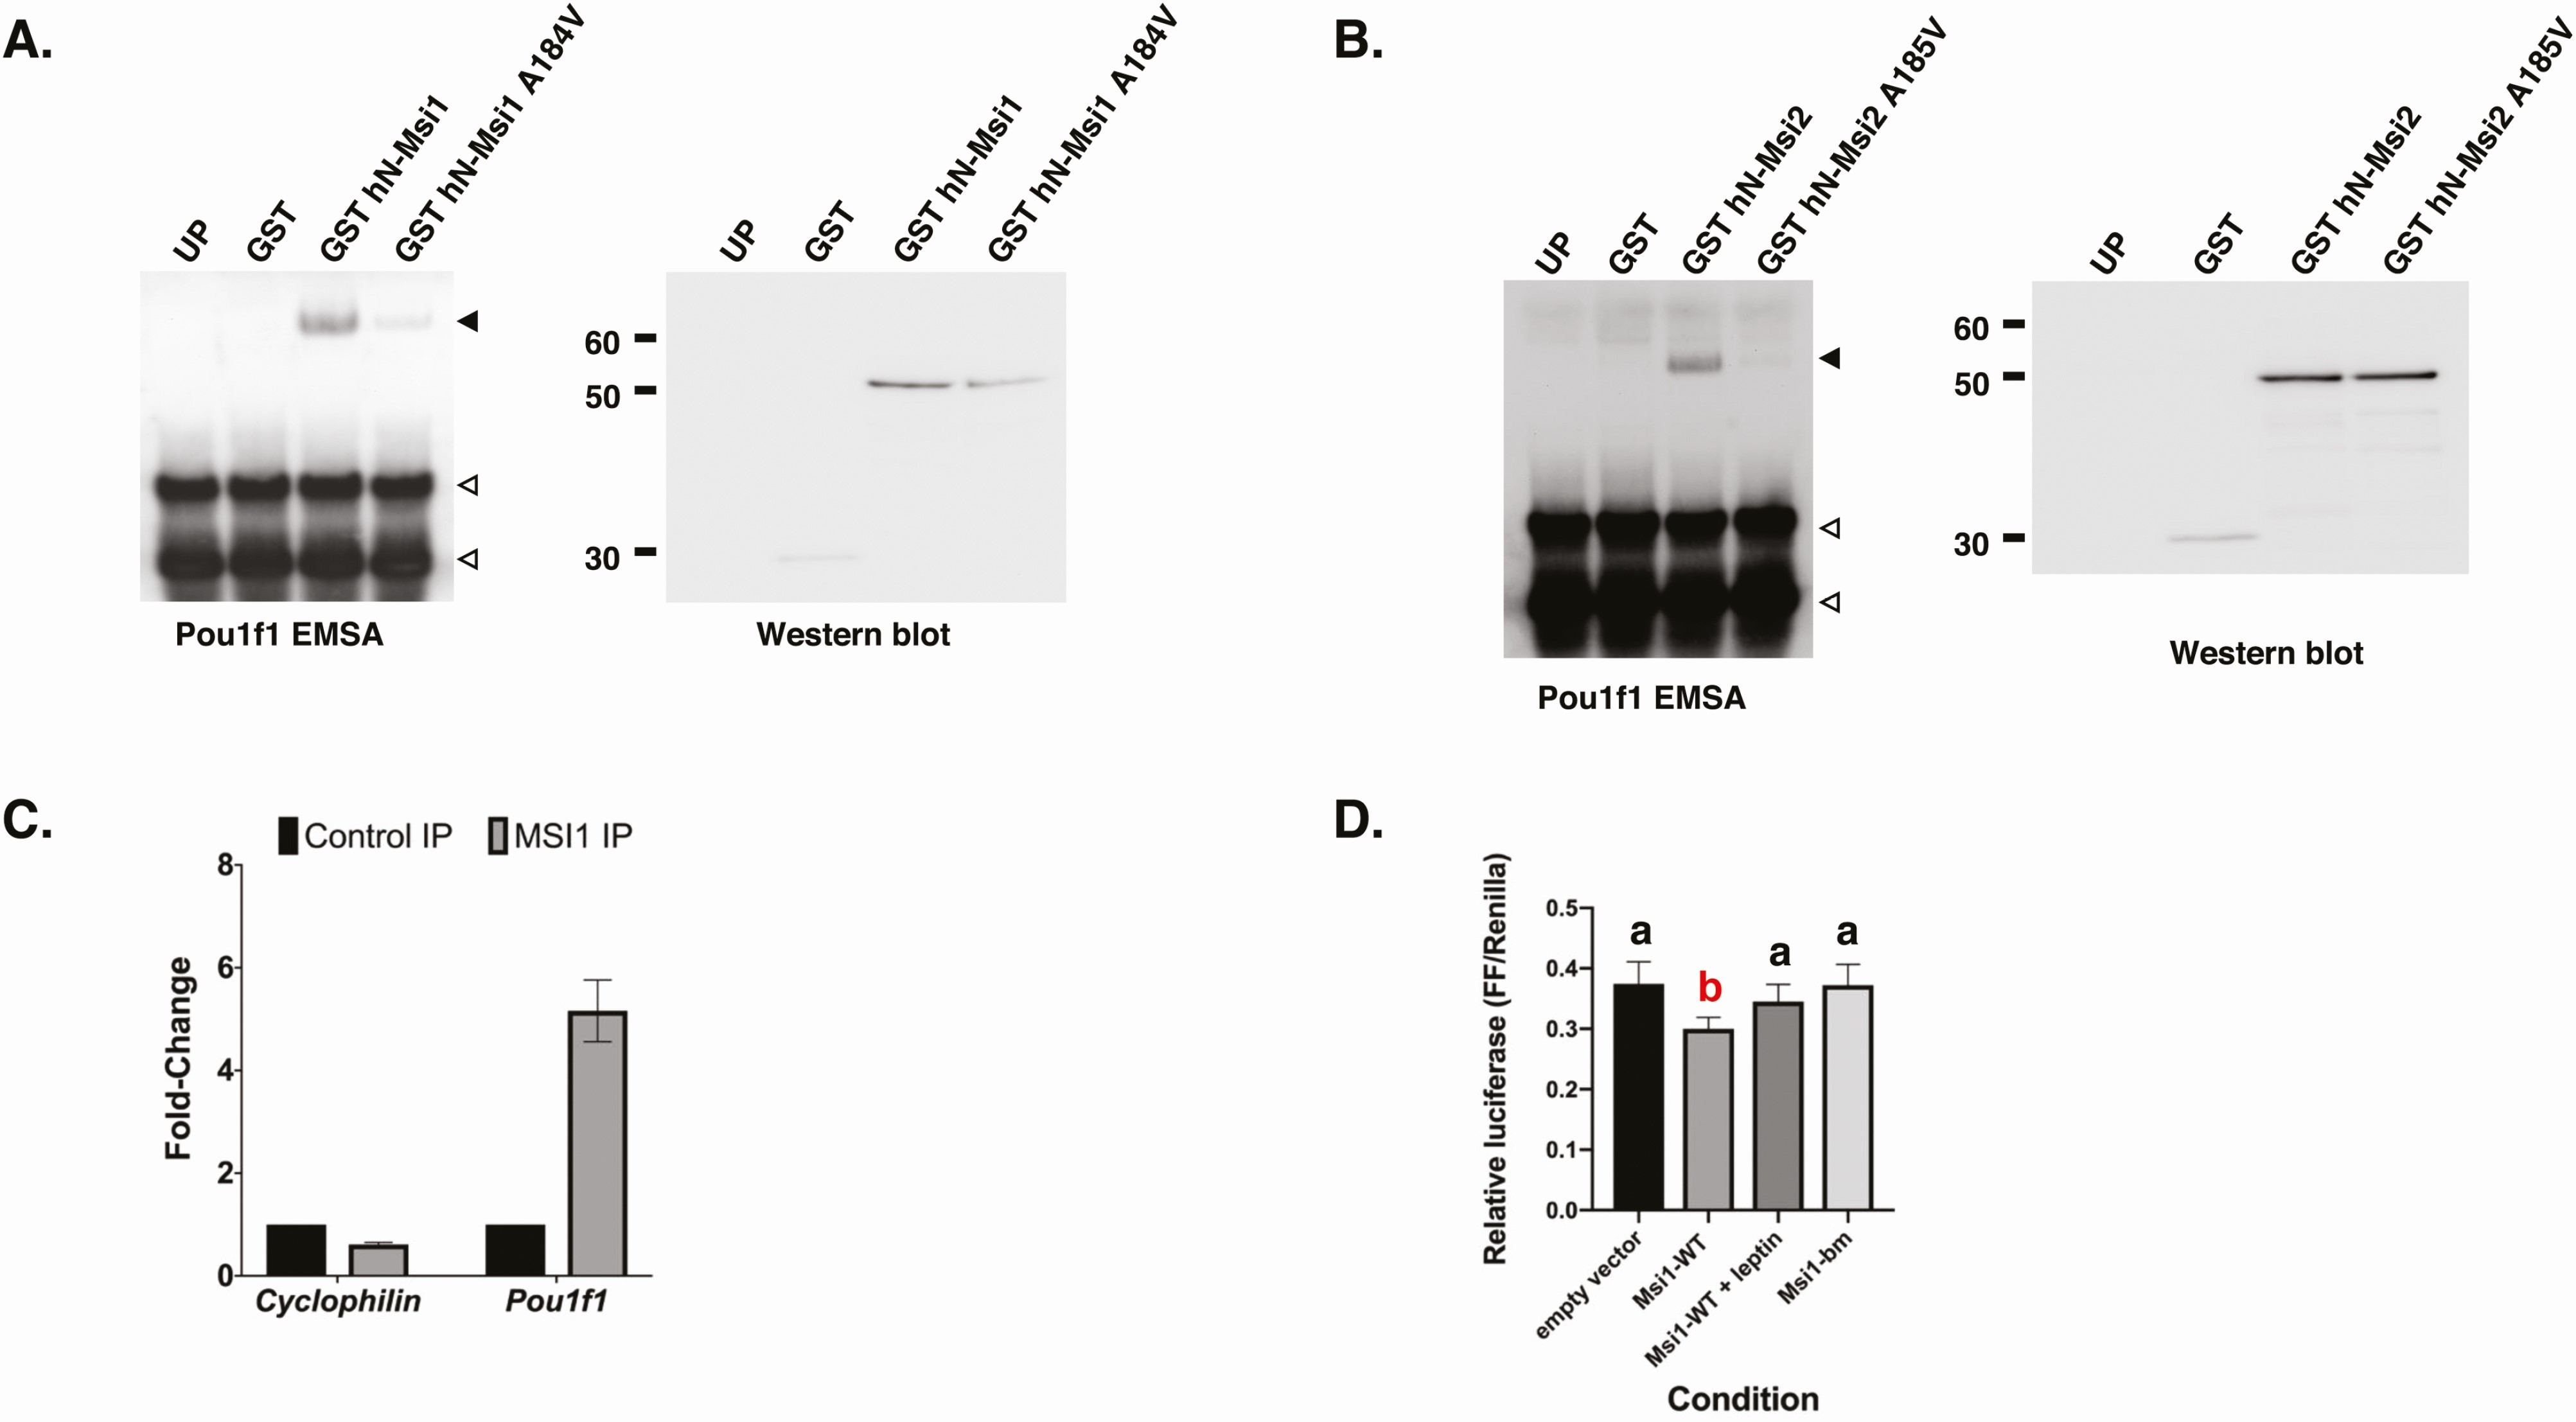 A.
UP
GST
GST hN-Msi1
GST hN-Msi1 A184V
UP
GST
GST hN-Msi1
GST hN-Msi1 A184V
60
50
30
Pou1f1 EMSA
Western blot
B.
UP
GST
GST hN-Msi2
GST hN-Msi2 A185V
UP
GST
GST hN-Msi2
GST hN-Msi2 A185V
60
50
30
Pou1f1 EMSA
Western blot
C.
Control IP MSI1 IP
Fold-Change
8
6
4
2
0
Cyclophilin Pou1f1
D.
Relative luciferase (FF/Renilla)
0.5
0.4
0.3
0.2
0.1
0.0
a
b
a
a
empty vector
Msi1-WT
Msi1-WT + leptin
Msi1-bm
Condition